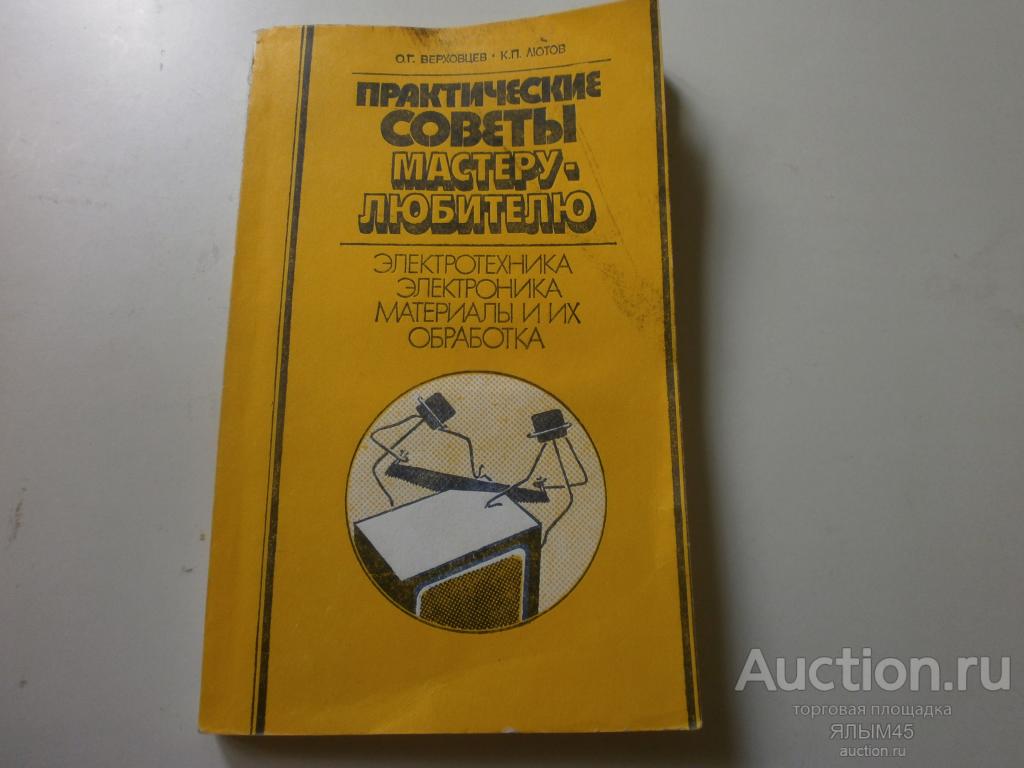 О.Г. ВЕРХОВЦЕВ • К.П. ЛЮТОВ
ПРАКТИЧЕСКИЕ
СОВЕТЫ
МАСТЕРУ-
ЛЮБИТЕЛЮ
ЭЛЕКТРОТЕХНИКА
ЭЛЕКТРОНИКА
МАТЕРИАЛЫ И ИХ
ОБРАБОТКА
Auction.ru
торговая площадка
ЯЛЫМ45
auction.ru